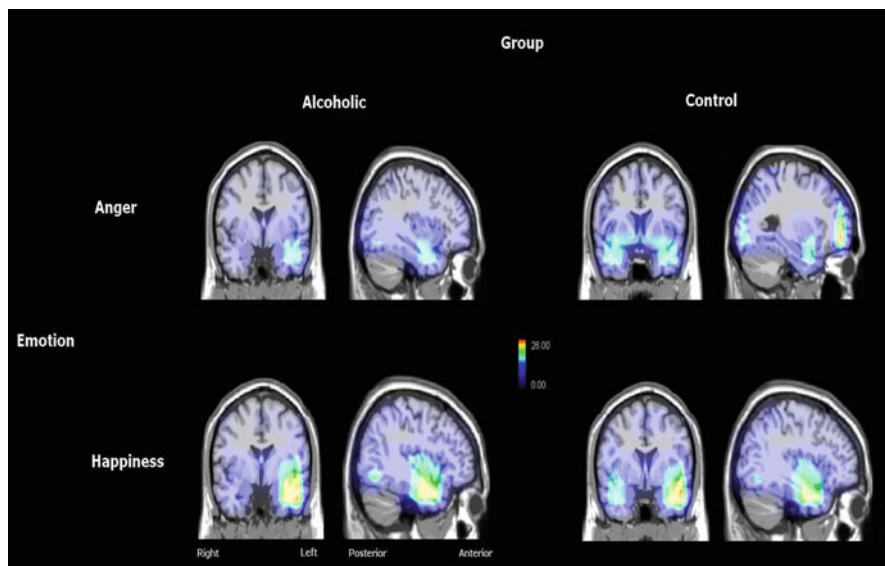 Group
Alcoholic
Control
Anger
Emotion
26.00
0.00
Happiness
Right
Left
Posterior
Anterior